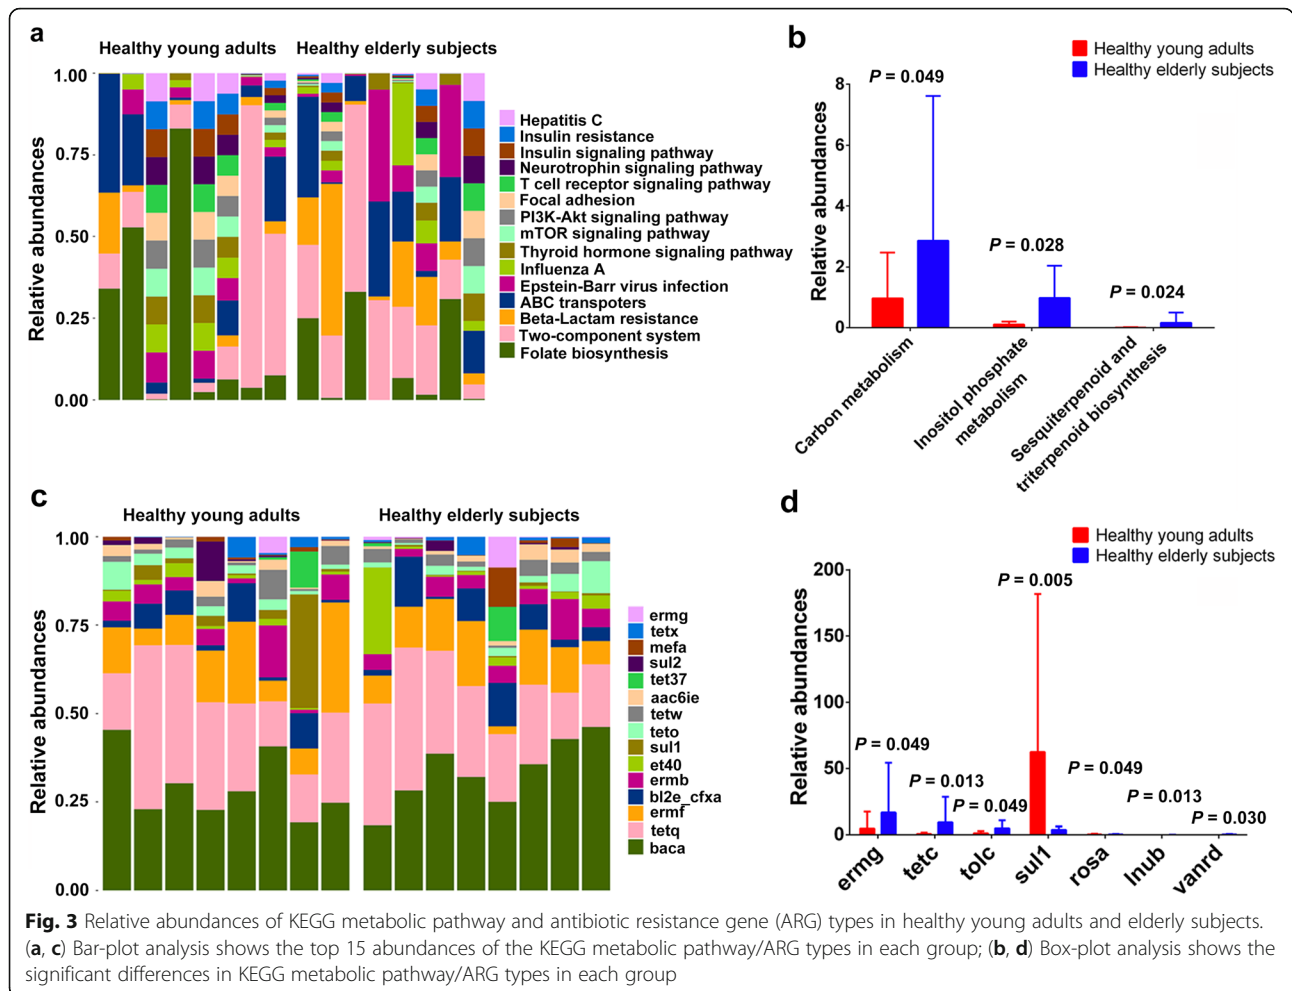 a
Healthy young adults
Healthy elderly subjects
Relative abundances
1.00
0.75
0.50
0.25
0.00
Hepatitis C
Insulin resistance
Insulin signaling pathway
Neurotrophin signaling pathway
T cell receptor signaling pathway
Focal adhesion
PI3K-Akt signaling pathway
mTOR signaling pathway
Thyroid hormone signaling pathway
Influenza A
Epstein-Barr virus infection
ABC transpoters
Beta-Lactam resistance
Two-component system
Folate biosynthesis
b
Healthy young adults
Healthy elderly subjects
Relative abundances
8
6
4
2
0
P = 0.049
P = 0.028
P = 0.024
Carbon metabolism
Inositol phosphate
metabolism
Sesquiterpenoid and
triterpenoid biosynthesis
c
Healthy young adults
Healthy elderly subjects
Relative abundances
1.00
0.75
0.50
0.25
0.00
ermg
tetx
mefa
sul2
tet37
aac6ie
tetw
teto
sul1
et40
ermb
bl2e_cfxa
ermf
tetq
baca
d
Healthy young adults
Healthy elderly subjects
Relative abundances
200
150
100
50
0
P = 0.049
P = 0.013
P = 0.049
P = 0.005
P = 0.049
P = 0.013
P = 0.030
ermg
tetc
tolc
sul1
rosa
lnub
vanrd
Fig. 3 Relative abundances of KEGG metabolic pathway and antibiotic resistance gene (ARG) types in healthy young adults and elderly subjects.
(a, c) Bar-plot analysis shows the top 15 abundances of the KEGG metabolic pathway/ARG types in each group; (b, d) Box-plot analysis shows the
significant differences in KEGG metabolic pathway/ARG types in each group